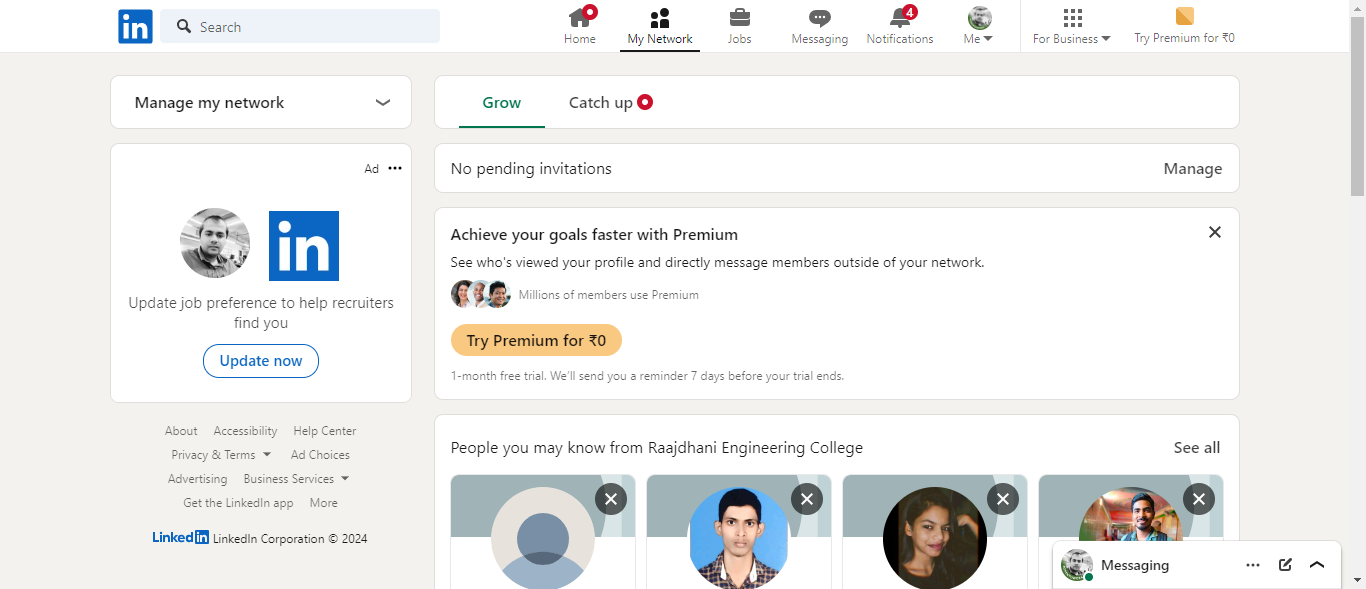 in
Search
Home
My Network
Jobs
Messaging
4
Notifications
Me
For Business
Try Premium for ₹0
Manage my network
Grow
Catch up
Ad
in
Update job preference to help recruiters
find you
Update now
No pending invitations
Manage
Achieve your goals faster with Premium
See who's viewed your profile and directly message members outside of your network.
Millions of members use Premium
Try Premium for ₹0
1-month free trial. We'll send you a reminder 7 days before your trial ends.
About Accessibility Help Center
Privacy & Terms Ad Choices
Advertising Business Services
Get the LinkedIn app More
LinkedIn LinkedIn Corporation © 2024
People you may know from Raajdhani Engineering College
See all
Messaging